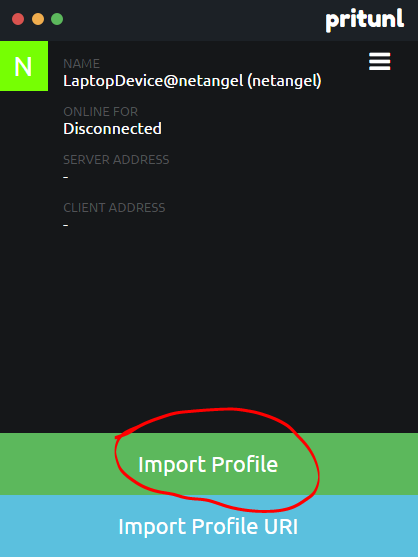 pritunl
N
NAME
LaptopDevice@netangel (netangel)
ONLINE FOR
Disconnected
SERVER ADDRESS
-
CLIENT ADDRESS
-
Import Profile
Import Profile URI